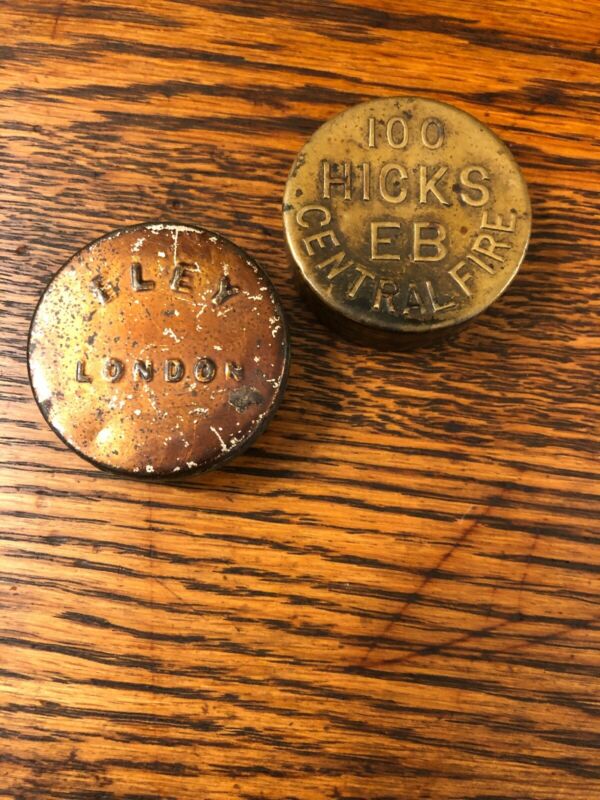 ELEY
LONDON
100
HICKS
EB
CENTRAL FIRE